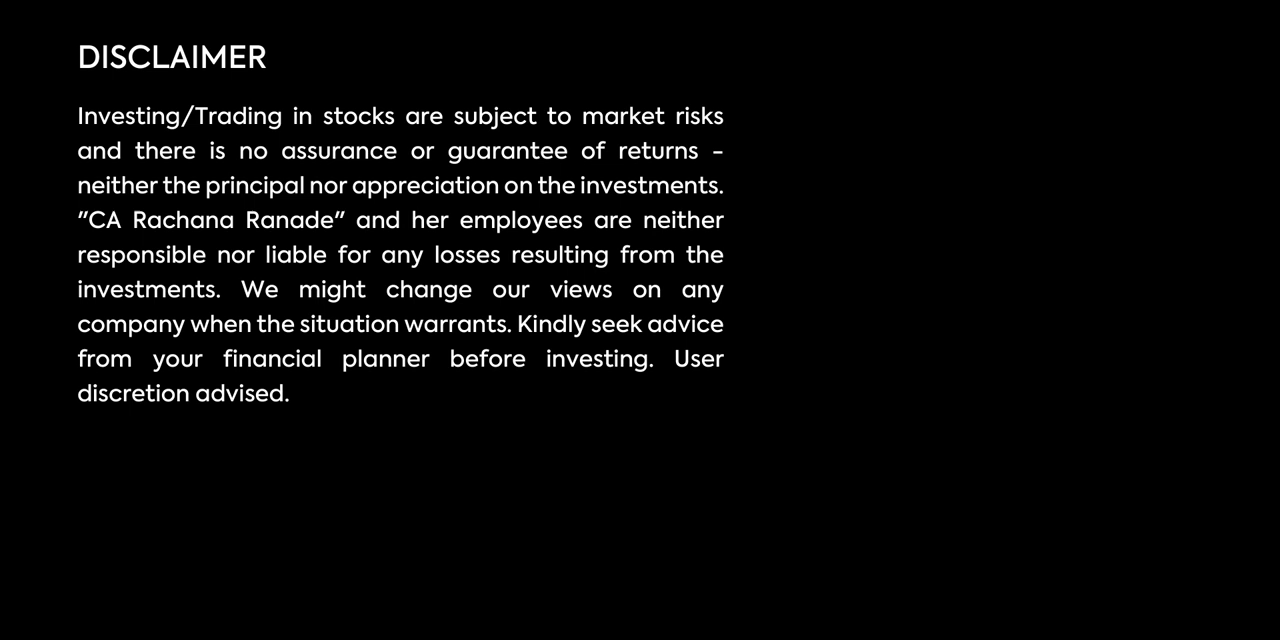 DISCLAIMER
Investing/Trading in stocks are subject to market risks
and there is no assurance or guarantee of returns -
neither the principal nor appreciation on the investments.
"CA Rachana Ranade" and her employees are neither
responsible nor liable for any losses resulting from the
investments. We might change our views on any
company when the situation warrants. Kindly seek advice
from your financial planner before investing. User
discretion advised.